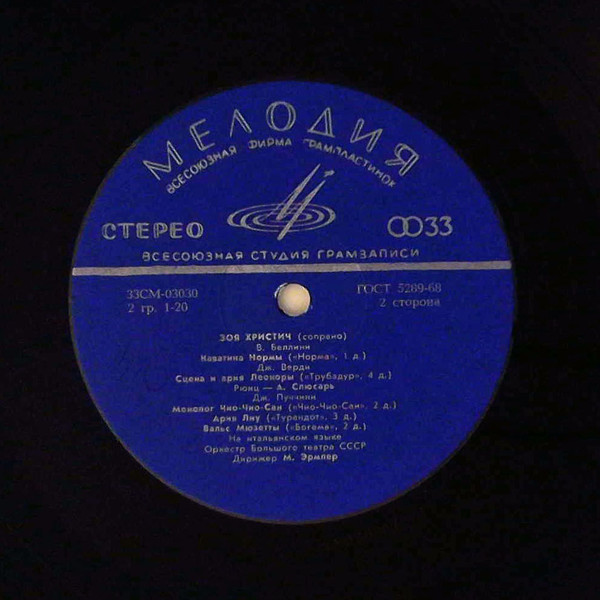 МЕЛОДИЯ
ВСЕСОЮЗНАЯ ФИРМА ГРАМПЛАСТИНОК
СТЕРЕО
33
ВСЕСОЮЗНАЯ СТУДИЯ ГРАМЗАПИСИ
33СМ-03030
ГОСТ 5289-68
2 гр. 1-20
2 сторона
ЗОЯ ХРИСТИЧ (сопрано)
В. Беллини
Каватина Нормы («Норма», 1 д.)
Дж. Верди
Сцена и ария Леоноры («Трубадур», 4 д.)
Рюиц — А. Слюсарь
Дж. Пуччини
Монолог Чио-Чио-Сан («Чио-Чио-Сан», 2 д.)
Ария Лиу («Турандот», 3 д.)
Вальс Мюзетты («Богема», 2 д.)
На итальянском языке
Оркестр Большого театра СССР
Дирижер М. Эрмлер